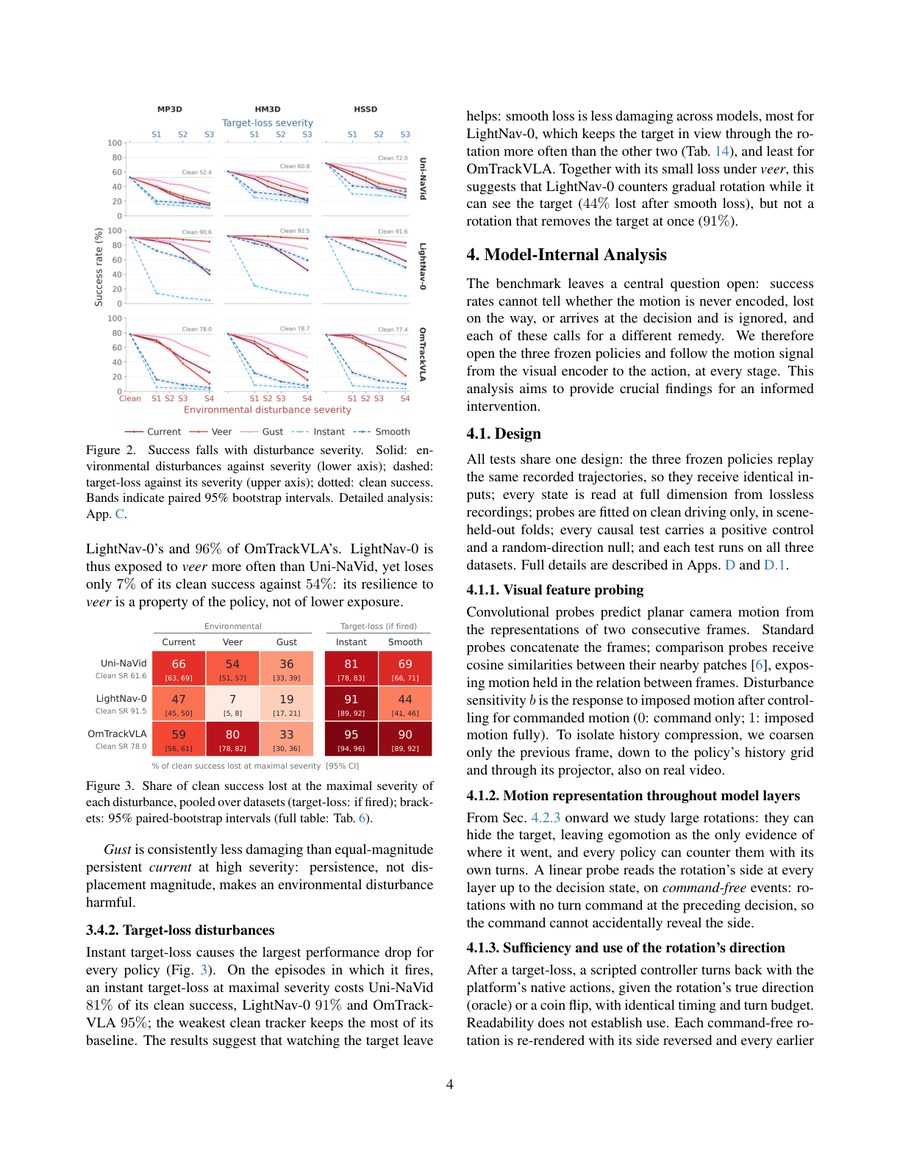 MP3D HM3D HSSD
Target-loss severity
S1 S2 S3 S1 S2 S3 S1 S2 S3
100
80
60
40
20
0
Clean 52.4
Clean 60.8
Clean 72.0
Uni-NaVid
100
80
60
40
20
0
Clean 90.6
Clean 92.5
Clean 91.6
LightNav-0
Success rate (%)
100
80
60
40
20
0
Clean 78.0
Clean 78.7
Clean 77.4
OmTrackVLA
Clean S1 S2 S3 S4 S1 S2 S3 S4 S1 S2 S3 S4
Environmental disturbance severity
Current Veer Gust Instant Smooth
Figure 2. Success falls with disturbance severity. Solid: en-
vironmental disturbances against severity (lower axis); dashed:
target-loss against its severity (upper axis); dotted: clean success.
Bands indicate paired 95% bootstrap intervals. Detailed analysis:
App. C.
LightNav-0's and 96% of OmTrackVLA's. LightNav-0 is
thus exposed to veer more often than Uni-NaVid, yet loses
only 7% of its clean success against 54%: its resilience to
veer is a property of the policy, not of lower exposure.
Environmental Target-loss (if fired)
Current Veer Gust Instant Smooth
Uni-NaVid 66 54 36 81 69
Clean SR 61.6 [63, 69] [51, 57] [33, 39] [78, 83] [66, 71]
LightNav-0 47 7 19 91 44
Clean SR 91.5 [45, 50] [5, 8] [17, 21] [89, 92] [41, 46]
OmTrackVLA 59 80 33 95 90
Clean SR 78.0 [56, 61] [78, 82] [30, 36] [94, 96] [89, 92]
% of clean success lost at maximal severity [95% CI]
Figure 3. Share of clean success lost at the maximal severity of
each disturbance, pooled over datasets (target-loss: if fired); brack-
ets: 95% paired-bootstrap intervals (full table: Tab. 6).
Gust is consistently less damaging than equal-magnitude
persistent current at high severity: persistence, not dis-
placement magnitude, makes an environmental disturbance
harmful.
3.4.2. Target-loss disturbances
Instant target-loss causes the largest performance drop for
every policy (Fig. 3). On the episodes in which it fires,
an instant target-loss at maximal severity costs Uni-NaVid
81% of its clean success, LightNav-0 91% and OmTrack-
VLA 95%; the weakest clean tracker keeps the most of its
baseline. The results suggest that watching the target leave
helps: smooth loss is less damaging across models, most for
LightNav-0, which keeps the target in view through the ro-
tation more often than the other two (Tab. 14), and least for
OmTrackVLA. Together with its small loss under veer, this
suggests that LightNav-0 counters gradual rotation while it
can see the target (44% lost after smooth loss), but not a
rotation that removes the target at once (91%).
4. Model-Internal Analysis
The benchmark leaves a central question open: success
rates cannot tell whether the motion is never encoded, lost
on the way, or arrives at the decision and is ignored, and
each of these calls for a different remedy. We therefore
open the three frozen policies and follow the motion signal
from the visual encoder to the action, at every stage. This
analysis aims to provide crucial findings for an informed
intervention.
4.1. Design
All tests share one design: the three frozen policies replay
the same recorded trajectories, so they receive identical in-
puts; every state is read at full dimension from lossless
recordings; probes are fitted on clean driving only, in scene-
held-out folds; every causal test carries a positive control
and a random-direction null; and each test runs on all three
datasets. Full details are described in Apps. D and D.1.
4.1.1. Visual feature probing
Convolutional probes predict planar camera motion from
the representations of two consecutive frames. Standard
probes concatenate the frames; comparison probes receive
cosine similarities between their nearby patches [6], expos-
ing motion held in the relation between frames. Disturbance
sensitivity b is the response to imposed motion after control-
ling for commanded motion (0: command only; 1: imposed
motion fully). To isolate history compression, we coarsen
only the previous frame, down to the policy's history grid
and through its projector, also on real video.
4.1.2. Motion representation throughout model layers
From Sec. 4.2.3 onward we study large rotations: they can
hide the target, leaving egomotion as the only evidence of
where it went, and every policy can counter them with its
own turns. A linear probe reads the rotation's side at every
layer up to the decision state, on command-free events: ro-
tations with no turn command at the preceding decision, so
the command cannot accidentally reveal the side.
4.1.3. Sufficiency and use of the rotation's direction
After a target-loss, a scripted controller turns back with the
platform's native actions, given the rotation's true direction
(oracle) or a coin flip, with identical timing and turn budget.
Readability does not establish use. Each command-free ro-
tation is re-rendered with its side reversed and every earlier
4